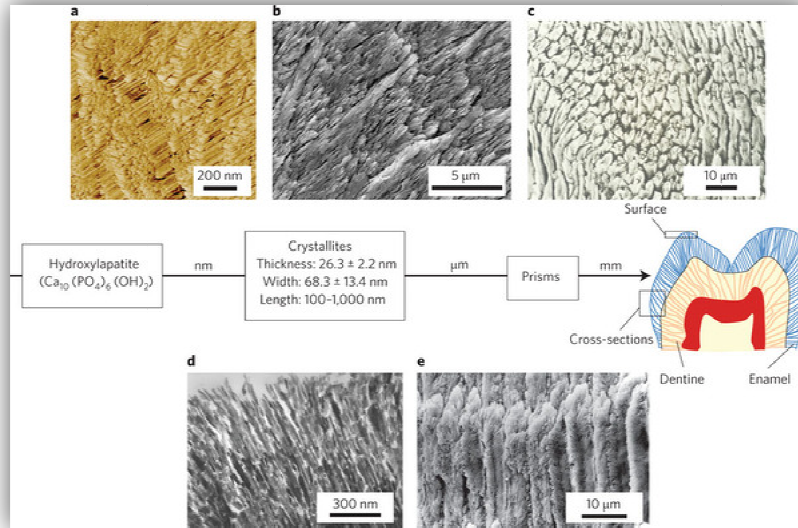 a
b
c
200 nm
5 µm
10 µm
Surface
Hydroxylapatite
(Ca10 (PO4)6 (OH)2)
nm
Crystallites
Thickness: 26.3 ± 2.2 nm
Width: 68.3 ± 13.4 nm
Length: 100–1,000 nm
µm
Prisms
mm
Cross-sections
Dentine
Enamel
d
e
300 nm
10 µm